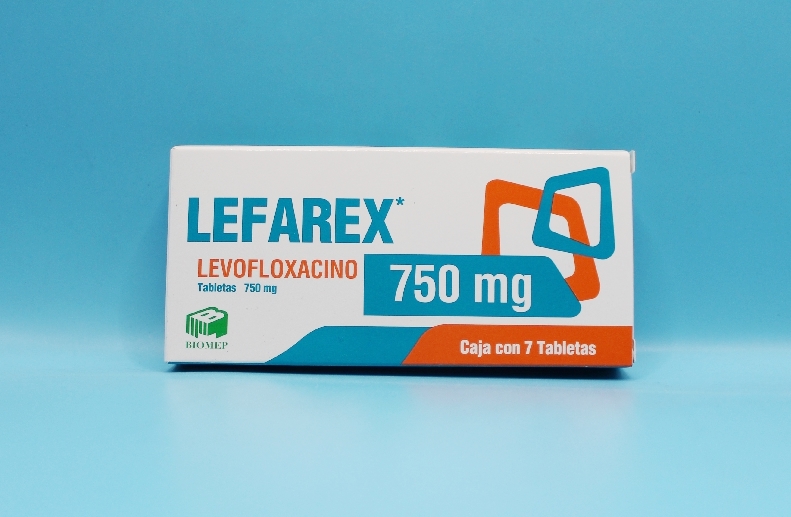 LEFAREX*
LEVOFLOXACINO
Tabletas 750 mg
750 mg
BIOMEP
Caja con 7 Tabletas